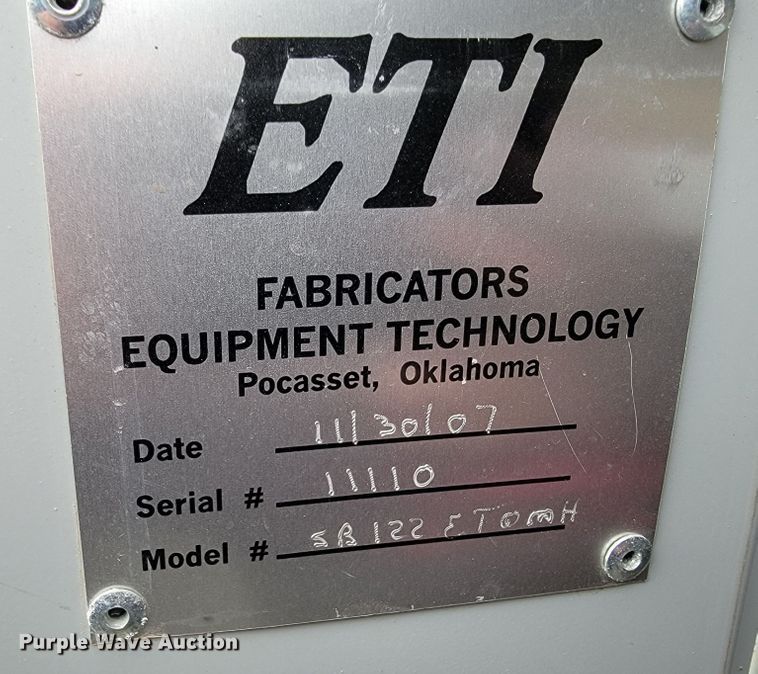 ETI
FABRICATORS
EQUIPMENT TECHNOLOGY
Pocasset, Oklahoma
Date 11/30/07
Serial # 11110
Model # SB122 ETOMH
Purple Wave Auction